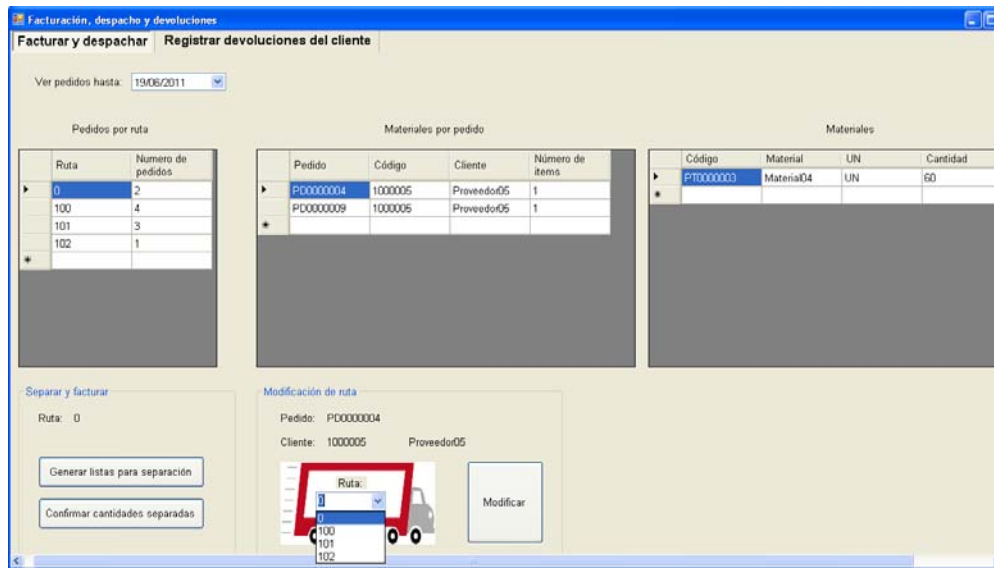 Facturación, despacho y devoluciones
Facturar y despachar Registrar devoluciones del cliente
Ver pedidos hasta: 19/06/2011
Pedidos por ruta
Ruta Numero de pedidos
0 2
100 4
101 3
102 1
Materiales por pedido
Pedido Código Cliente Número de items
PD0000004 1000005 Proveedor05 1
PD0000009 1000005 Proveedor05 1
Materiales
Código Material UN Cantidad
PT0000003 Material04 UN 60
Separar y facturar
Ruta: 0
Generar listas para separación
Confirmar cantidades separadas
Modificación de ruta
Pedido: PD0000004
Cliente: 1000005 Proveedor05
Ruta:
0
0
100
101
102
Modificar